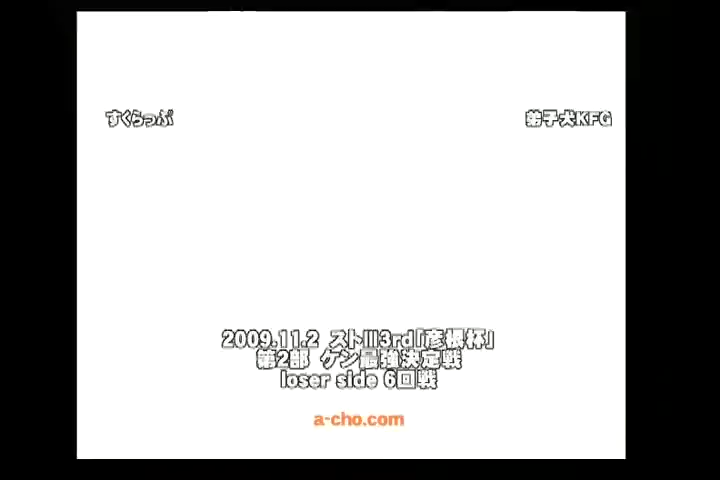 すくらっぷ
弟子犬KFG
2009.11.2 ストIII3rd「彦根杯」
第2部 ケン最強決定戦
loser side 6回戦
a-cho.com